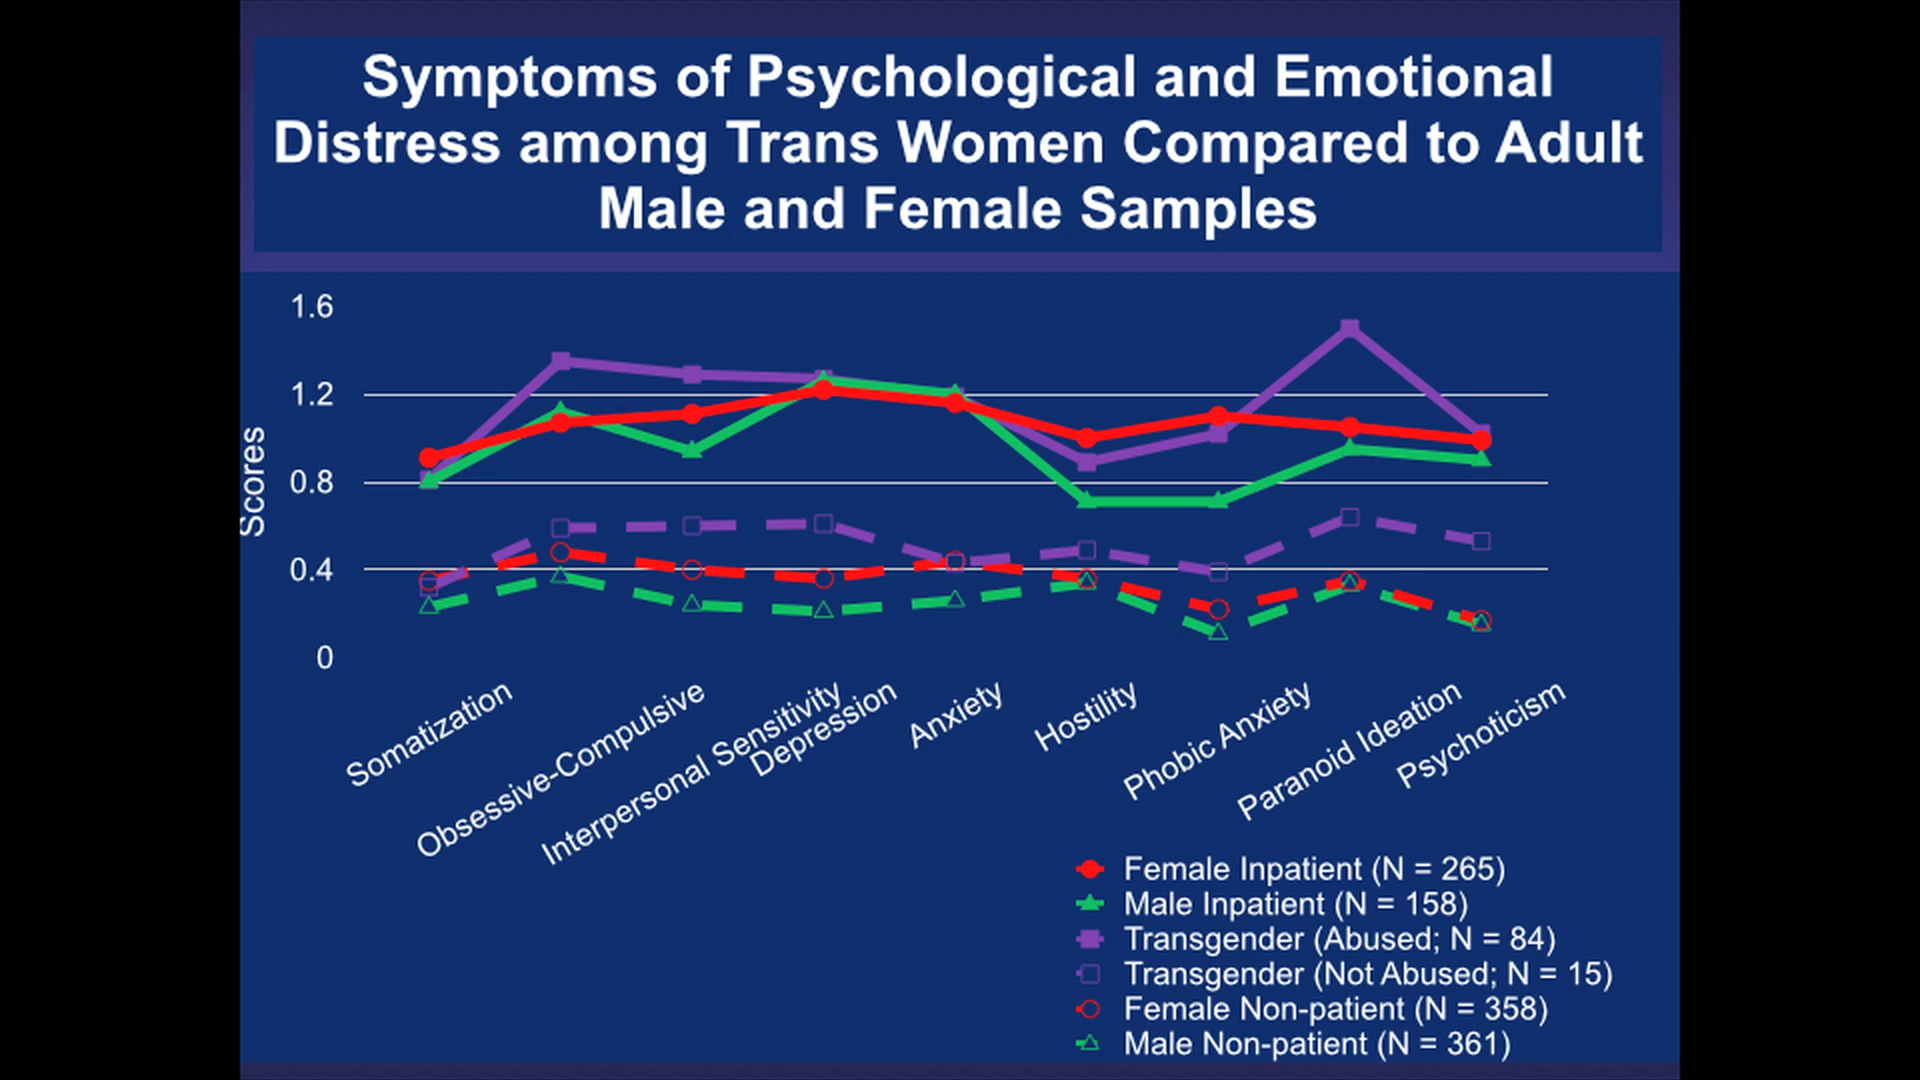 Symptoms of Psychological and Emotional
Distress among Trans Women Compared to Adult
Male and Female Samples
1.6
1.2
0.8
0.4
0
Scores
Somatization
Obsessive-Compulsive
Interpersonal Sensitivity
Depression
Anxiety
Hostility
Phobic Anxiety
Paranoid Ideation
Psychoticism
Female Inpatient (N = 265)
Male Inpatient (N = 158)
Transgender (Abused; N = 84)
Transgender (Not Abused; N = 15)
Female Non-patient (N = 358)
Male Non-patient (N = 361)